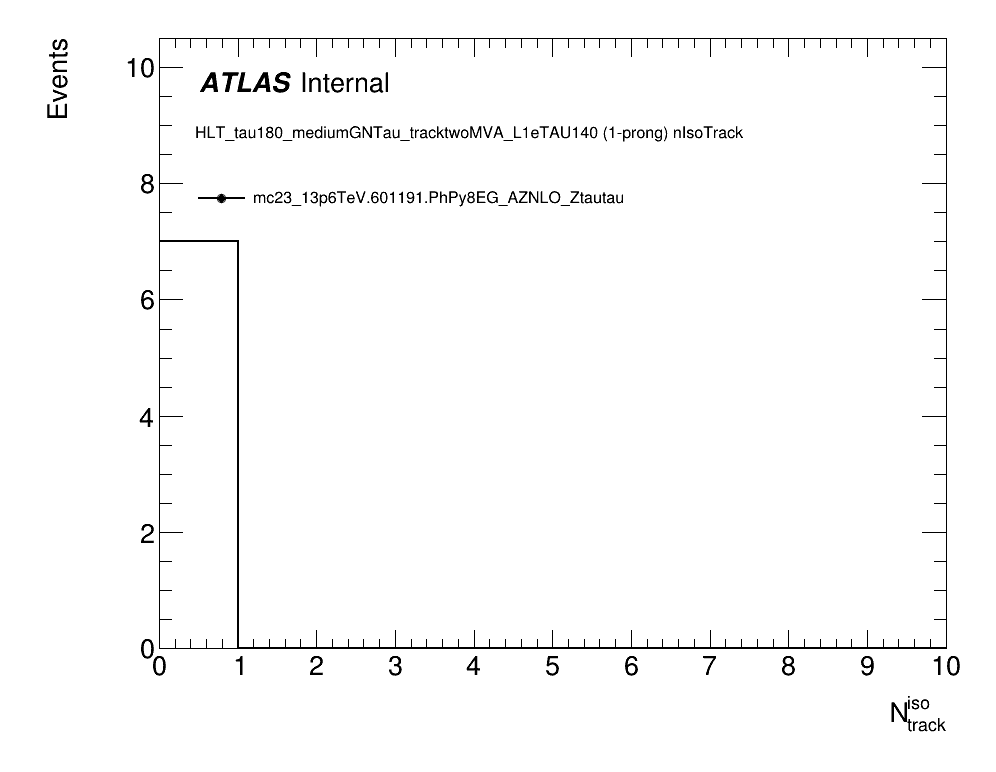 Events
ATLAS Internal
HLT_tau180_mediumGNTau_tracktwoMVA_L1eTAU140 (1-prong) nIsoTrack
mc23_13p6TeV.601191.PhPy8EG_AZNLO_Ztautau
10
8
6
4
2
0
0 1 2 3 4 5 6 7 8 9 10
N iso track